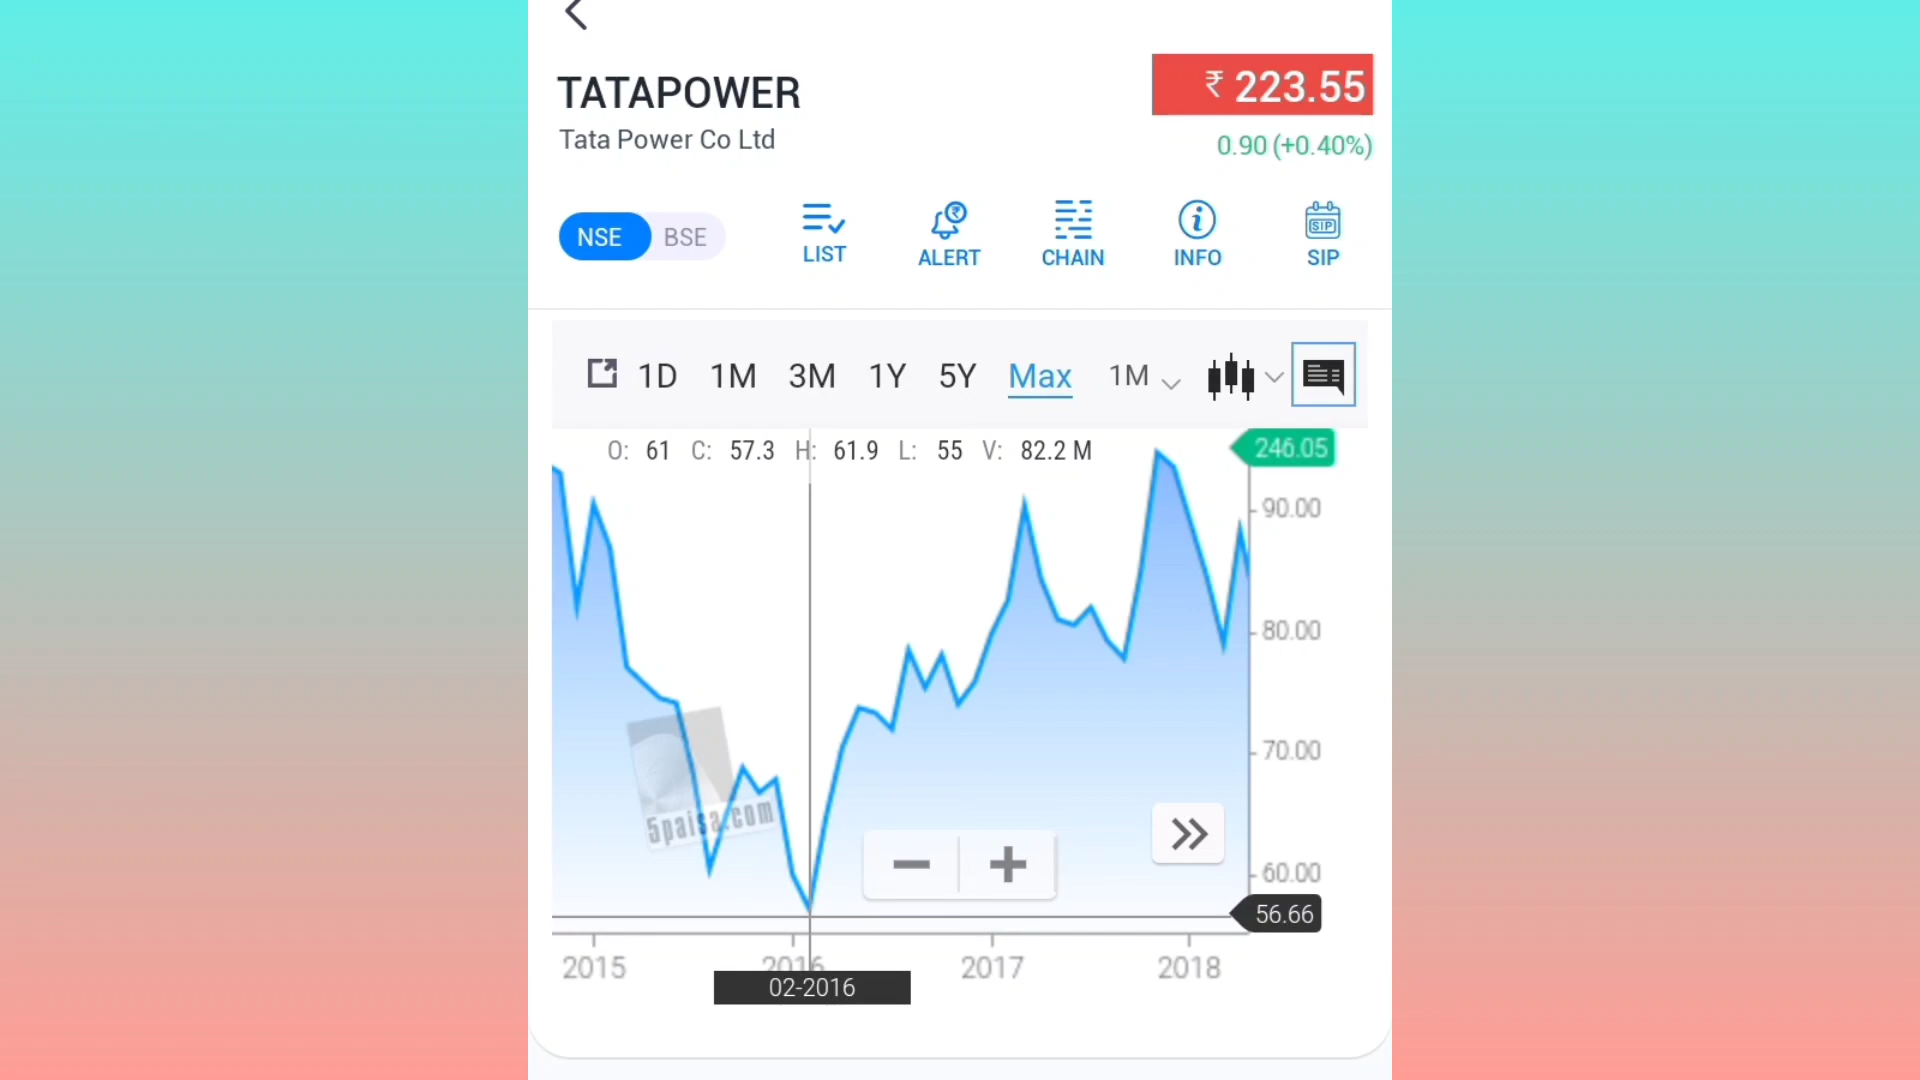 TATAPOWER
₹ 223.55
Tata Power Co Ltd
0.90 (+0.40%)
NSE BSE
LIST
ALERT
CHAIN
INFO
SIP
SIP
1D 1M 3M 1Y 5Y Max 1M
O: 61 C: 57.3 H: 61.9 L: 55 V: 82.2 M
246.05
90.00
80.00
70.00
5paisa.com
60.00
56.66
2015 2016 2017 2018
02-2016